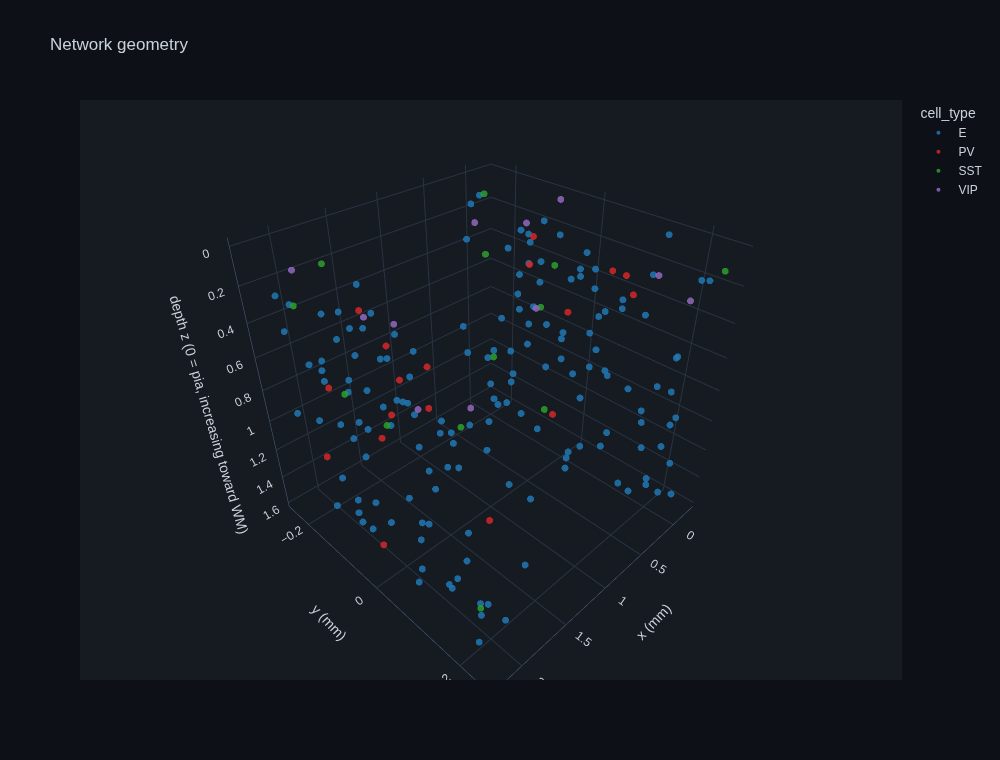 Network geometry
cell_type
E
PV
SST
VIP
0
0.2
0.4
0.6
0.8
1
1.2
1.4
1.6
depth z (0 = pia, increasing toward WM)
−0.2
0
y (mm)
0
0.5
1
1.5
x (mm)